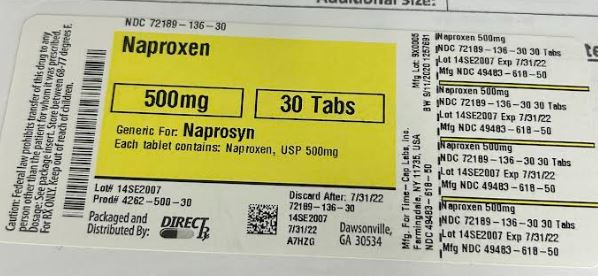 Additional Size:
NDC 72189-136-30
Naproxen
500mg
30 Tabs
Generic For: Naprosyn
Each tablet contains: Naproxen, USP 500mg
Caution: Federal law prohibits transfer of this drug to any
person other than the patient for whom it was prescribed.
Dosage: See package insert. Store between 68-77 degrees F.
For RX ONLY. Keep out of reach of children.
Lot# 14SE2007
Prod# 4262-500-30
Packaged and
Distributed By:
DIRECT Rx
Discard After: 7/31/22
72189-136-30
14SE2007
7/31/22
A7HZG
Dawsonville,
GA 30534
Mfg. For Time-Cap Labs, Inc.
Farmingdale, NY 11735, USA
NDC 49483-618-50
Mfg Lot: 9X0005
BW 9/11/2020 1257691
Naproxen 500mg
NDC 72189-136-30 30 Tabs
Lot 14SE2007 Exp 7/31/22
Mfg NDC 49483-618-50
Naproxen 500mg
NDC 72189-136-30 30 Tabs
Lot 14SE2007 Exp 7/31/22
Mfg NDC 49483-618-50
Naproxen 500mg
NDC 72189-136-30 30 Tabs
Lot 14SE2007 Exp 7/31/22
Mfg NDC 49483-618-50
Naproxen 500mg
NDC 72189-136-30 30 Tabs
Lot 14SE2007 Exp 7/31/22
Mfg NDC 49483-618-50